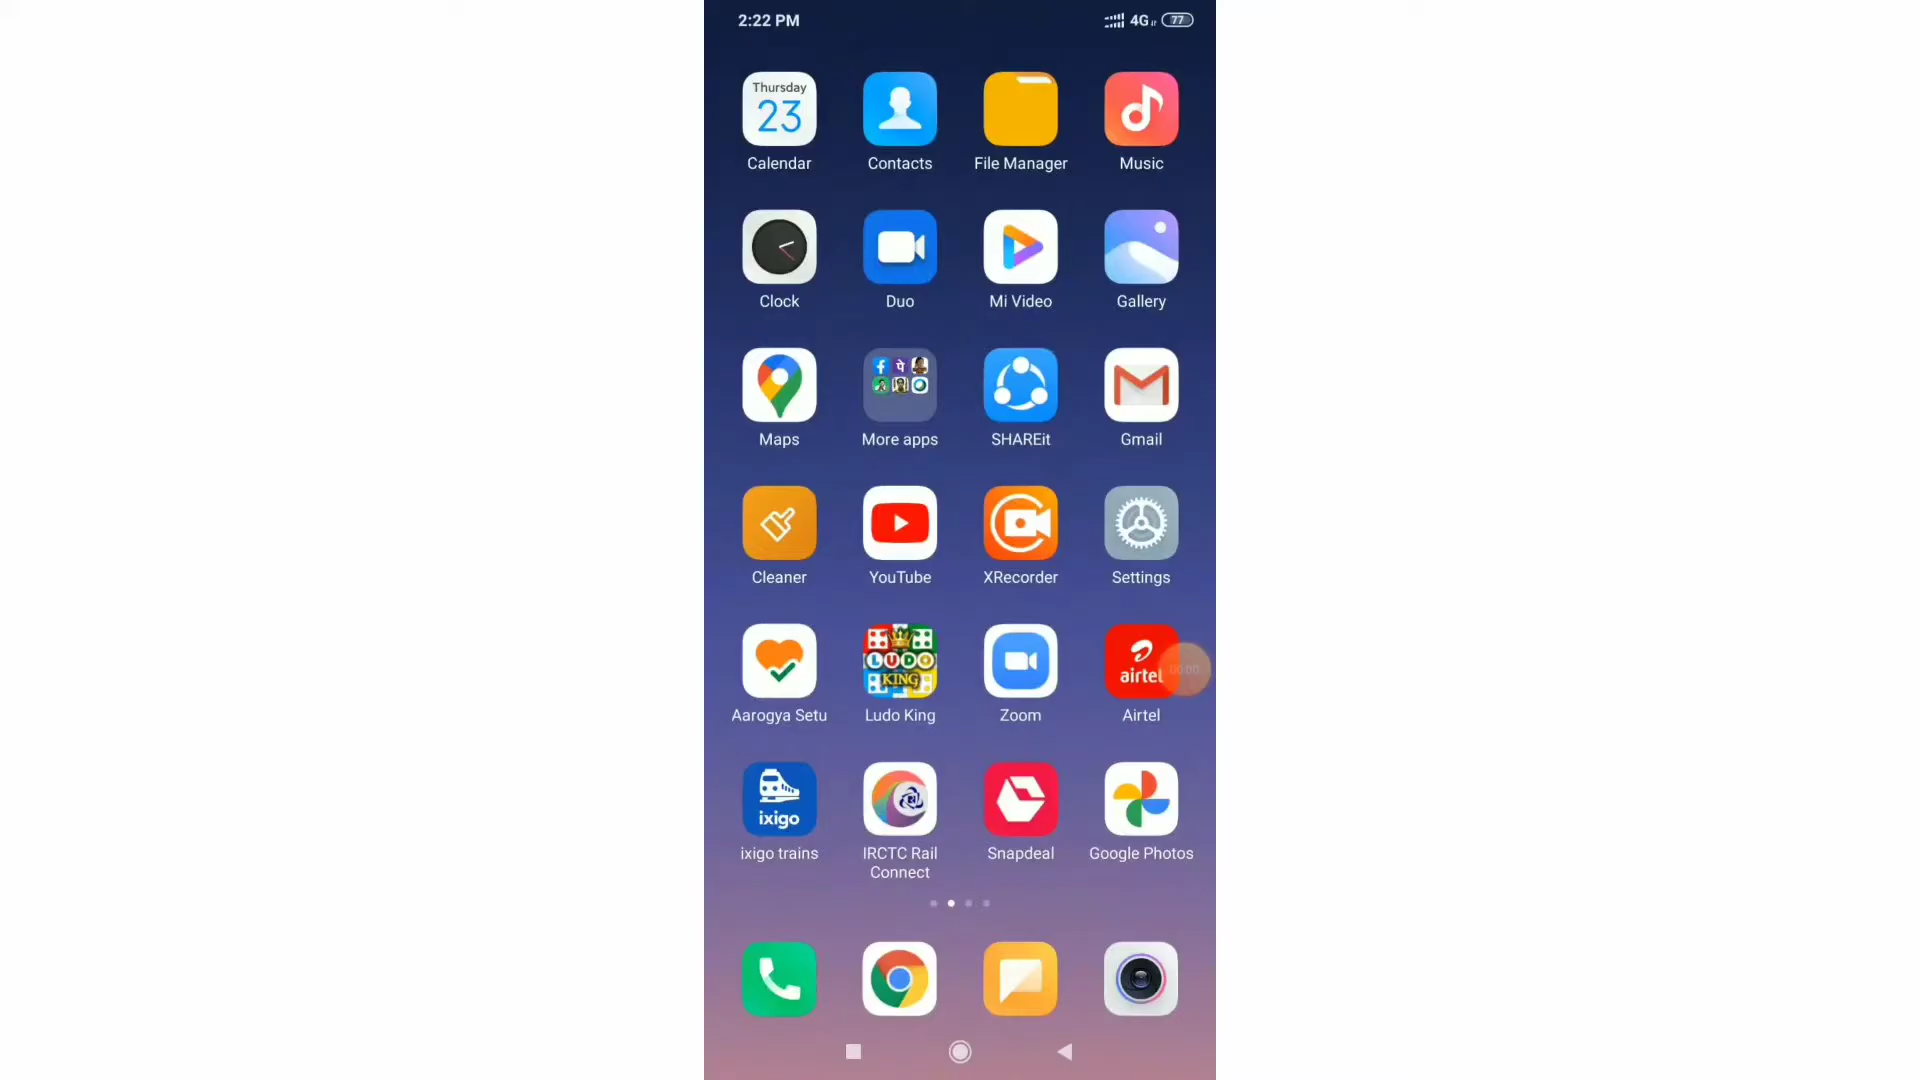 2:22 PM
4G
77
Thursday
23
Calendar
Contacts
File Manager
Music
Clock
Duo
Mi Video
Gallery
Maps
More apps
SHAREit
Gmail
Cleaner
YouTube
XRecorder
Settings
LUDO
KING
airtel
00:00
Aarogya Setu
Ludo King
Zoom
Airtel
ixigo
ixigo trains
IRCTC Rail
Connect
Snapdeal
Google Photos